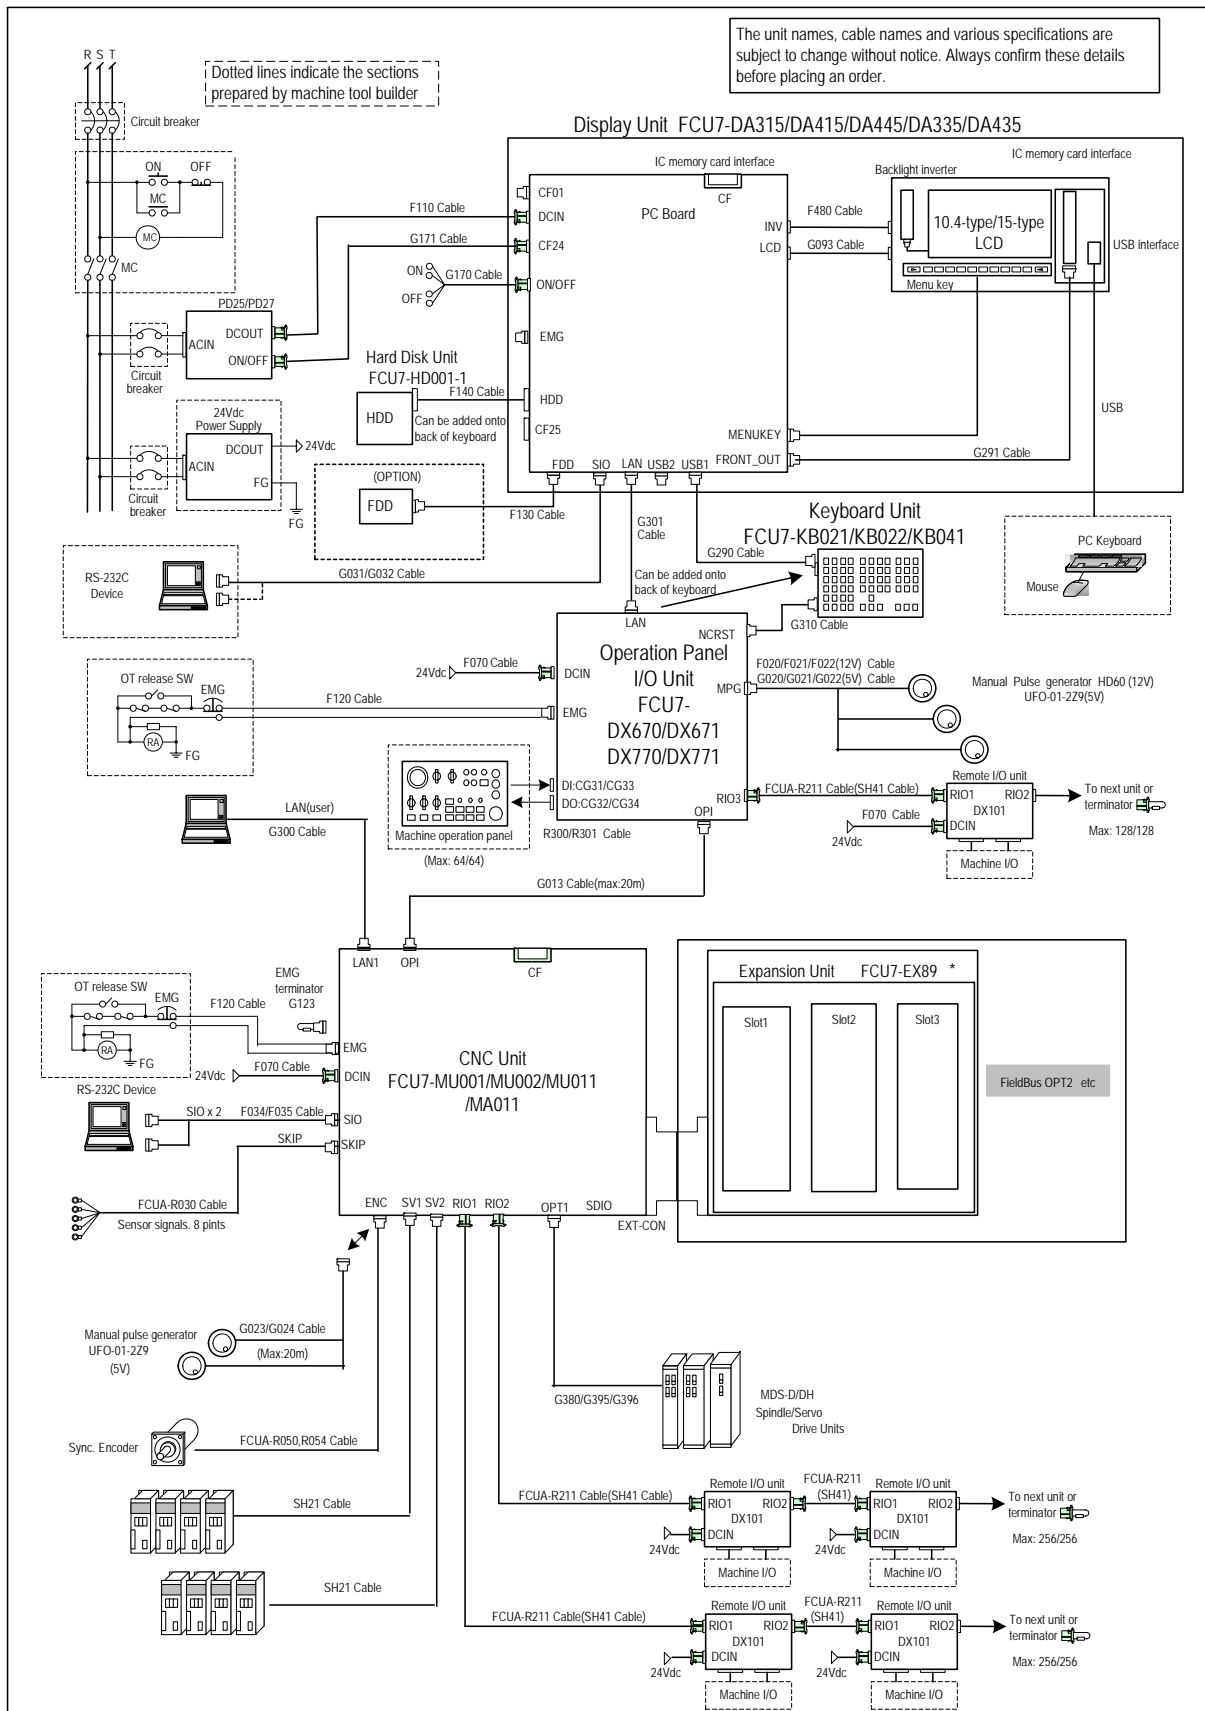 The unit names, cable names and various specifications are
subject to change without notice. Always confirm these details
before placing an order.
R S T
Dotted lines indicate the sections
prepared by machine tool builder
Circuit breaker
ON OFF
MC
MC
MC
Display Unit FCU7-DA315/DA415/DA445/DA335/DA435
IC memory card interface
CF
PC Board
CF01
DCIN
CF24
ON/OFF
EMG
HDD
CF25
INV
LCD
MENUKEY
FRONT_OUT
FDD SIO LAN USB2 USB1
IC memory card interface
Backlight inverter
10.4-type/15-type
LCD
Menu key
USB interface
F480 Cable
G093 Cable
G291 Cable
USB
F110 Cable
G171 Cable
ON
OFF
G170 Cable
PD25/PD27
ACIN
DCOUT
ON/OFF
Circuit
breaker
24Vdc
Power Supply
ACIN
DCOUT
FG
24Vdc
FG
Circuit
breaker
Hard Disk Unit
FCU7-HD001-1
HDD
F140 Cable
Can be added onto
back of keyboard
(OPTION)
FDD
F130 Cable
G301
Cable
Keyboard Unit
FCU7-KB021/KB022/KB041
G290 Cable
Can be added onto
back of keyboard
G310 Cable
PC Keyboard
Mouse
RS-232C
Device
G031/G032 Cable
LAN
NCRST
Operation Panel
I/O Unit
FCU7-
DX670/DX671
DX770/DX771
DCIN
EMG
MPG
DI:CG31/CG33
DO:CG32/CG34
RIO3
OPI
24Vdc
F070 Cable
OT release SW
EMG
RA
FG
F120 Cable
F020/F021/F022(12V) Cable
G020/G021/G022(5V) Cable
Manual Pulse generator HD60 (12V)
UFO-01-2Z9(5V)
Machine operation panel
(Max: 64/64)
R300/R301 Cable
FCUA-R211 Cable(SH41 Cable)
Remote I/O unit
RIO1 RIO2
DX101
DCIN
F070 Cable
24Vdc
Machine I/O
To next unit or
terminator
Max: 128/128
LAN(user)
G300 Cable
G013 Cable(max:20m)
LAN1 OPI
CF
CNC Unit
FCU7-MU001/MU002/MU011
/MA011
EMG
DCIN
SIO
SKIP
ENC SV1 SV2 RIO1 RIO2 OPT1 SDIO
EXT-CON
Expansion Unit FCU7-EX89 *
Slot1
Slot2
Slot3
FieldBus OPT2 etc
OT release SW
EMG
RA
FG
F120 Cable
EMG
terminator
G123
24Vdc
F070 Cable
RS-232C Device
SIO x 2 F034/F035 Cable
SKIP
FCUA-R030 Cable
Sensor signals. 8 pints
Manual pulse generator
UFO-01-2Z9
(5V)
G023/G024 Cable
(Max:20m)
G380/G395/G396
MDS-D/DH
Spindle/Servo
Drive Units
Sync. Encoder
FCUA-R050,R054 Cable
SH21 Cable
SH21 Cable
FCUA-R211 Cable(SH41 Cable)
Remote I/O unit
RIO1 RIO2
DX101
DCIN
24Vdc
Machine I/O
FCUA-R211
(SH41)
Remote I/O unit
RIO1 RIO2
DX101
DCIN
24Vdc
Machine I/O
To next unit or
terminator
Max: 256/256
FCUA-R211 Cable(SH41 Cable)
Remote I/O unit
RIO1 RIO2
DX101
DCIN
24Vdc
Machine I/O
FCUA-R211
(SH41)
Remote I/O unit
RIO1 RIO2
DX101
DCIN
24Vdc
Machine I/O
To next unit or
terminator
Max: 256/256